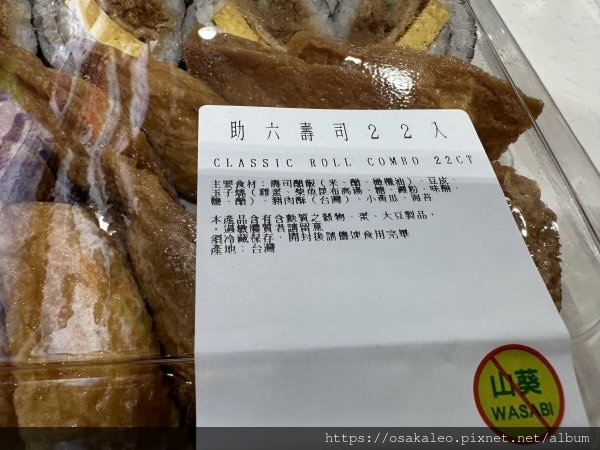 助六壽司22入
CLASSIC ROLL COMBO 22CT
主要食材：壽司醋飯（米、醋、橄欖油）、豆皮、
玉子燒（雞蛋、柴魚昆布高湯、糖、澱粉、味醂、
鹽、醋）、豬肉酥（台灣）、小黃瓜、海苔
本產品含有含麩質之穀物、蛋、大豆製品，
，過敏體質者請留意
須冷藏保存，開封後請儘速食用完畢
產地：台灣
山葵
WASABI
https://osakaleo.pixnet.net/album